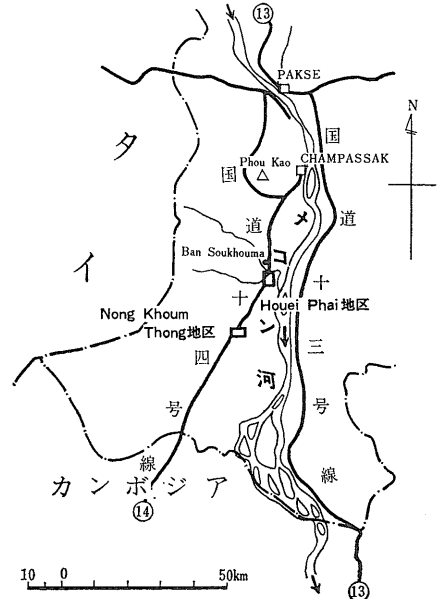 ⑬
PAKSE
N
タイ
Phou Kao
CHAMPASSAK
国道十三号線
国道十四号線
メコン河
Ban Soukhouma
Houei Phai地区
Nong Khoum
Thong地区
カンボジア
⑭
⑬
10 0 50km